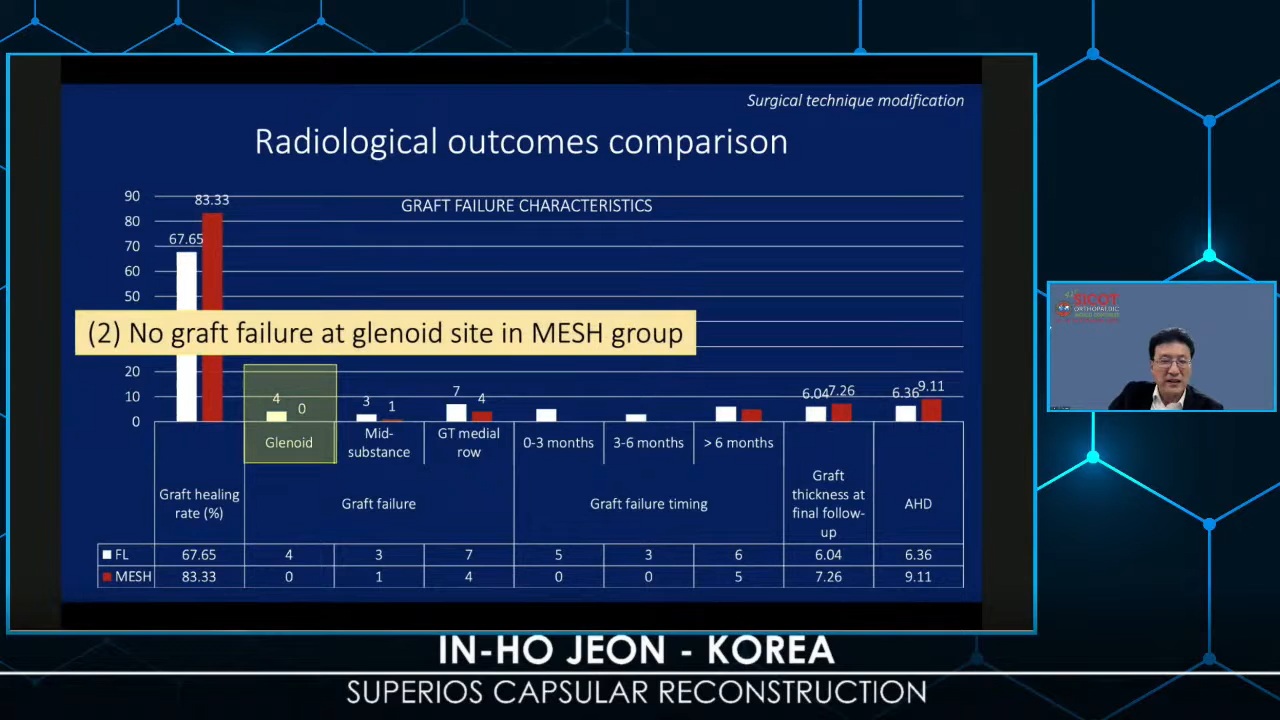 Surgical technique modification
Radiological outcomes comparison
GRAFT FAILURE CHARACTERISTICS
90
80
70
60
50
20
10
0
67.65
83.33
(2) No graft failure at glenoid site in MESH group
4
0
3
1
7
4
6.04
7.26
6.36
9.11
Glenoid
Mid-
substance
GT medial
row
0-3 months
3-6 months
> 6 months
Graft healing
rate (%)
Graft failure
Graft failure timing
Graft
thickness at
final follow-
up
AHD
FL 67.65 4 3 7 5 3 6 6.04 6.36
MESH 83.33 0 1 4 0 0 5 7.26 9.11
SICOT
ORTHOPAEDIC
IN-HO JEON - KOREA
SUPERIOS CAPSULAR RECONSTRUCTION